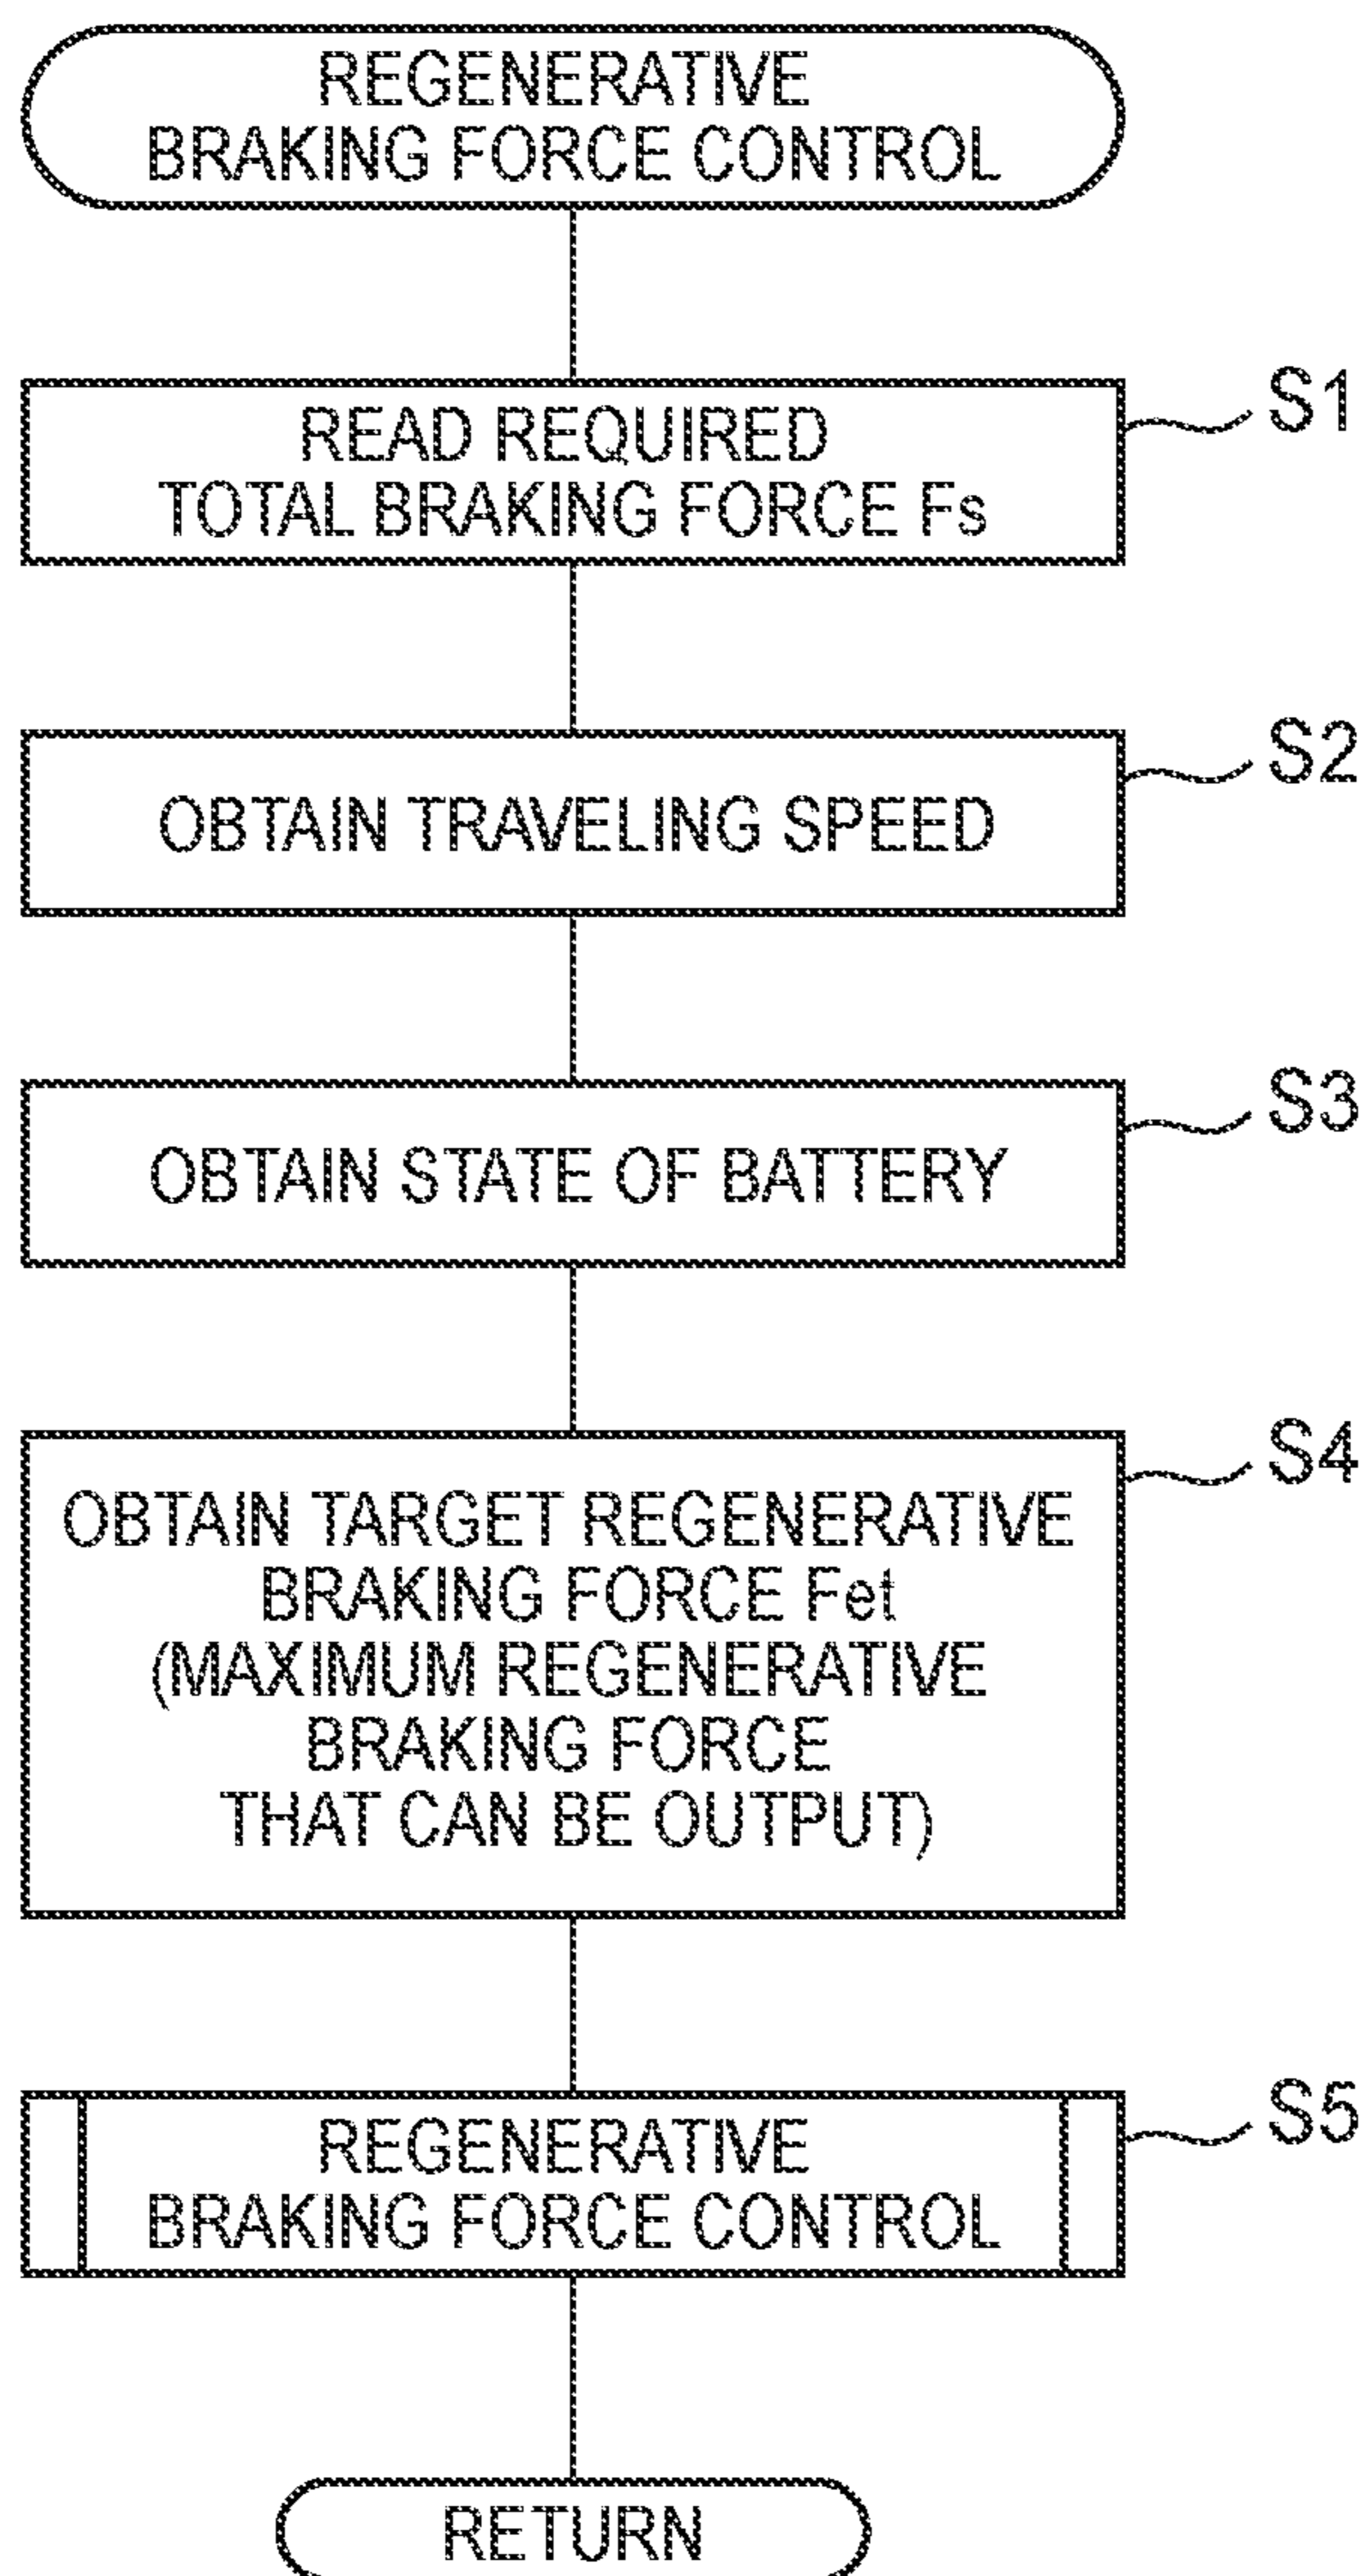 REGENERATIVE
BRAKING FORCE CONTROL
READ REQUIRED
TOTAL BRAKING FORCE Fs
S1
OBTAIN TRAVELING SPEED
S2
OBTAIN STATE OF BATTERY
S3
OBTAIN TARGET REGENERATIVE
BRAKING FORCE Fet
(MAXIMUM REGENERATIVE
BRAKING FORCE
THAT CAN BE OUTPUT)
S4
REGENERATIVE
BRAKING FORCE CONTROL
S5
RETURN